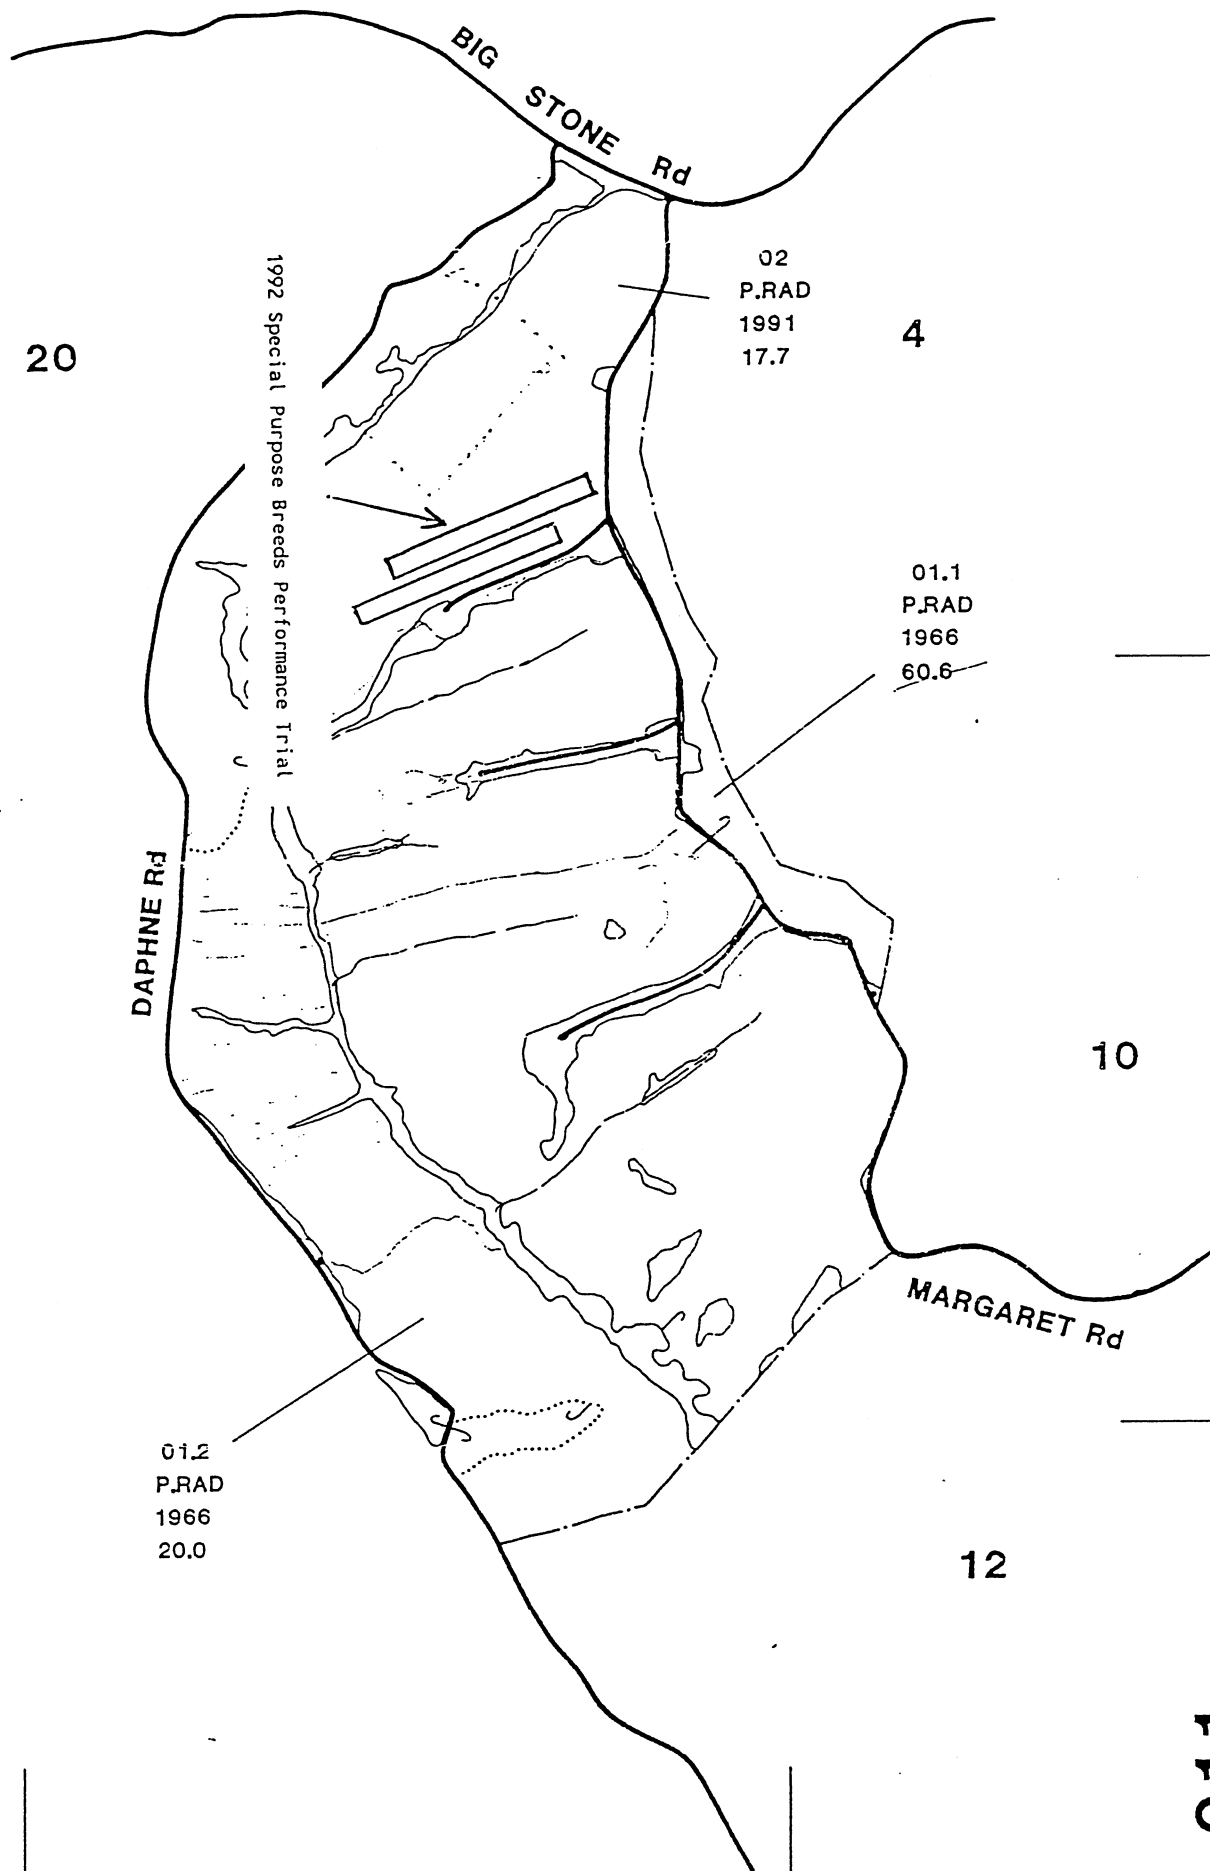 BIG STONE Rd
02
P.RAD
1991
17.7
4
20
1992 Special Purpose Breeds Performance Trial
01.1
P.RAD
1966
60.6
DAPHNE Rd
10
MARGARET Rd
01.2
P.RAD
1966
20.0
12